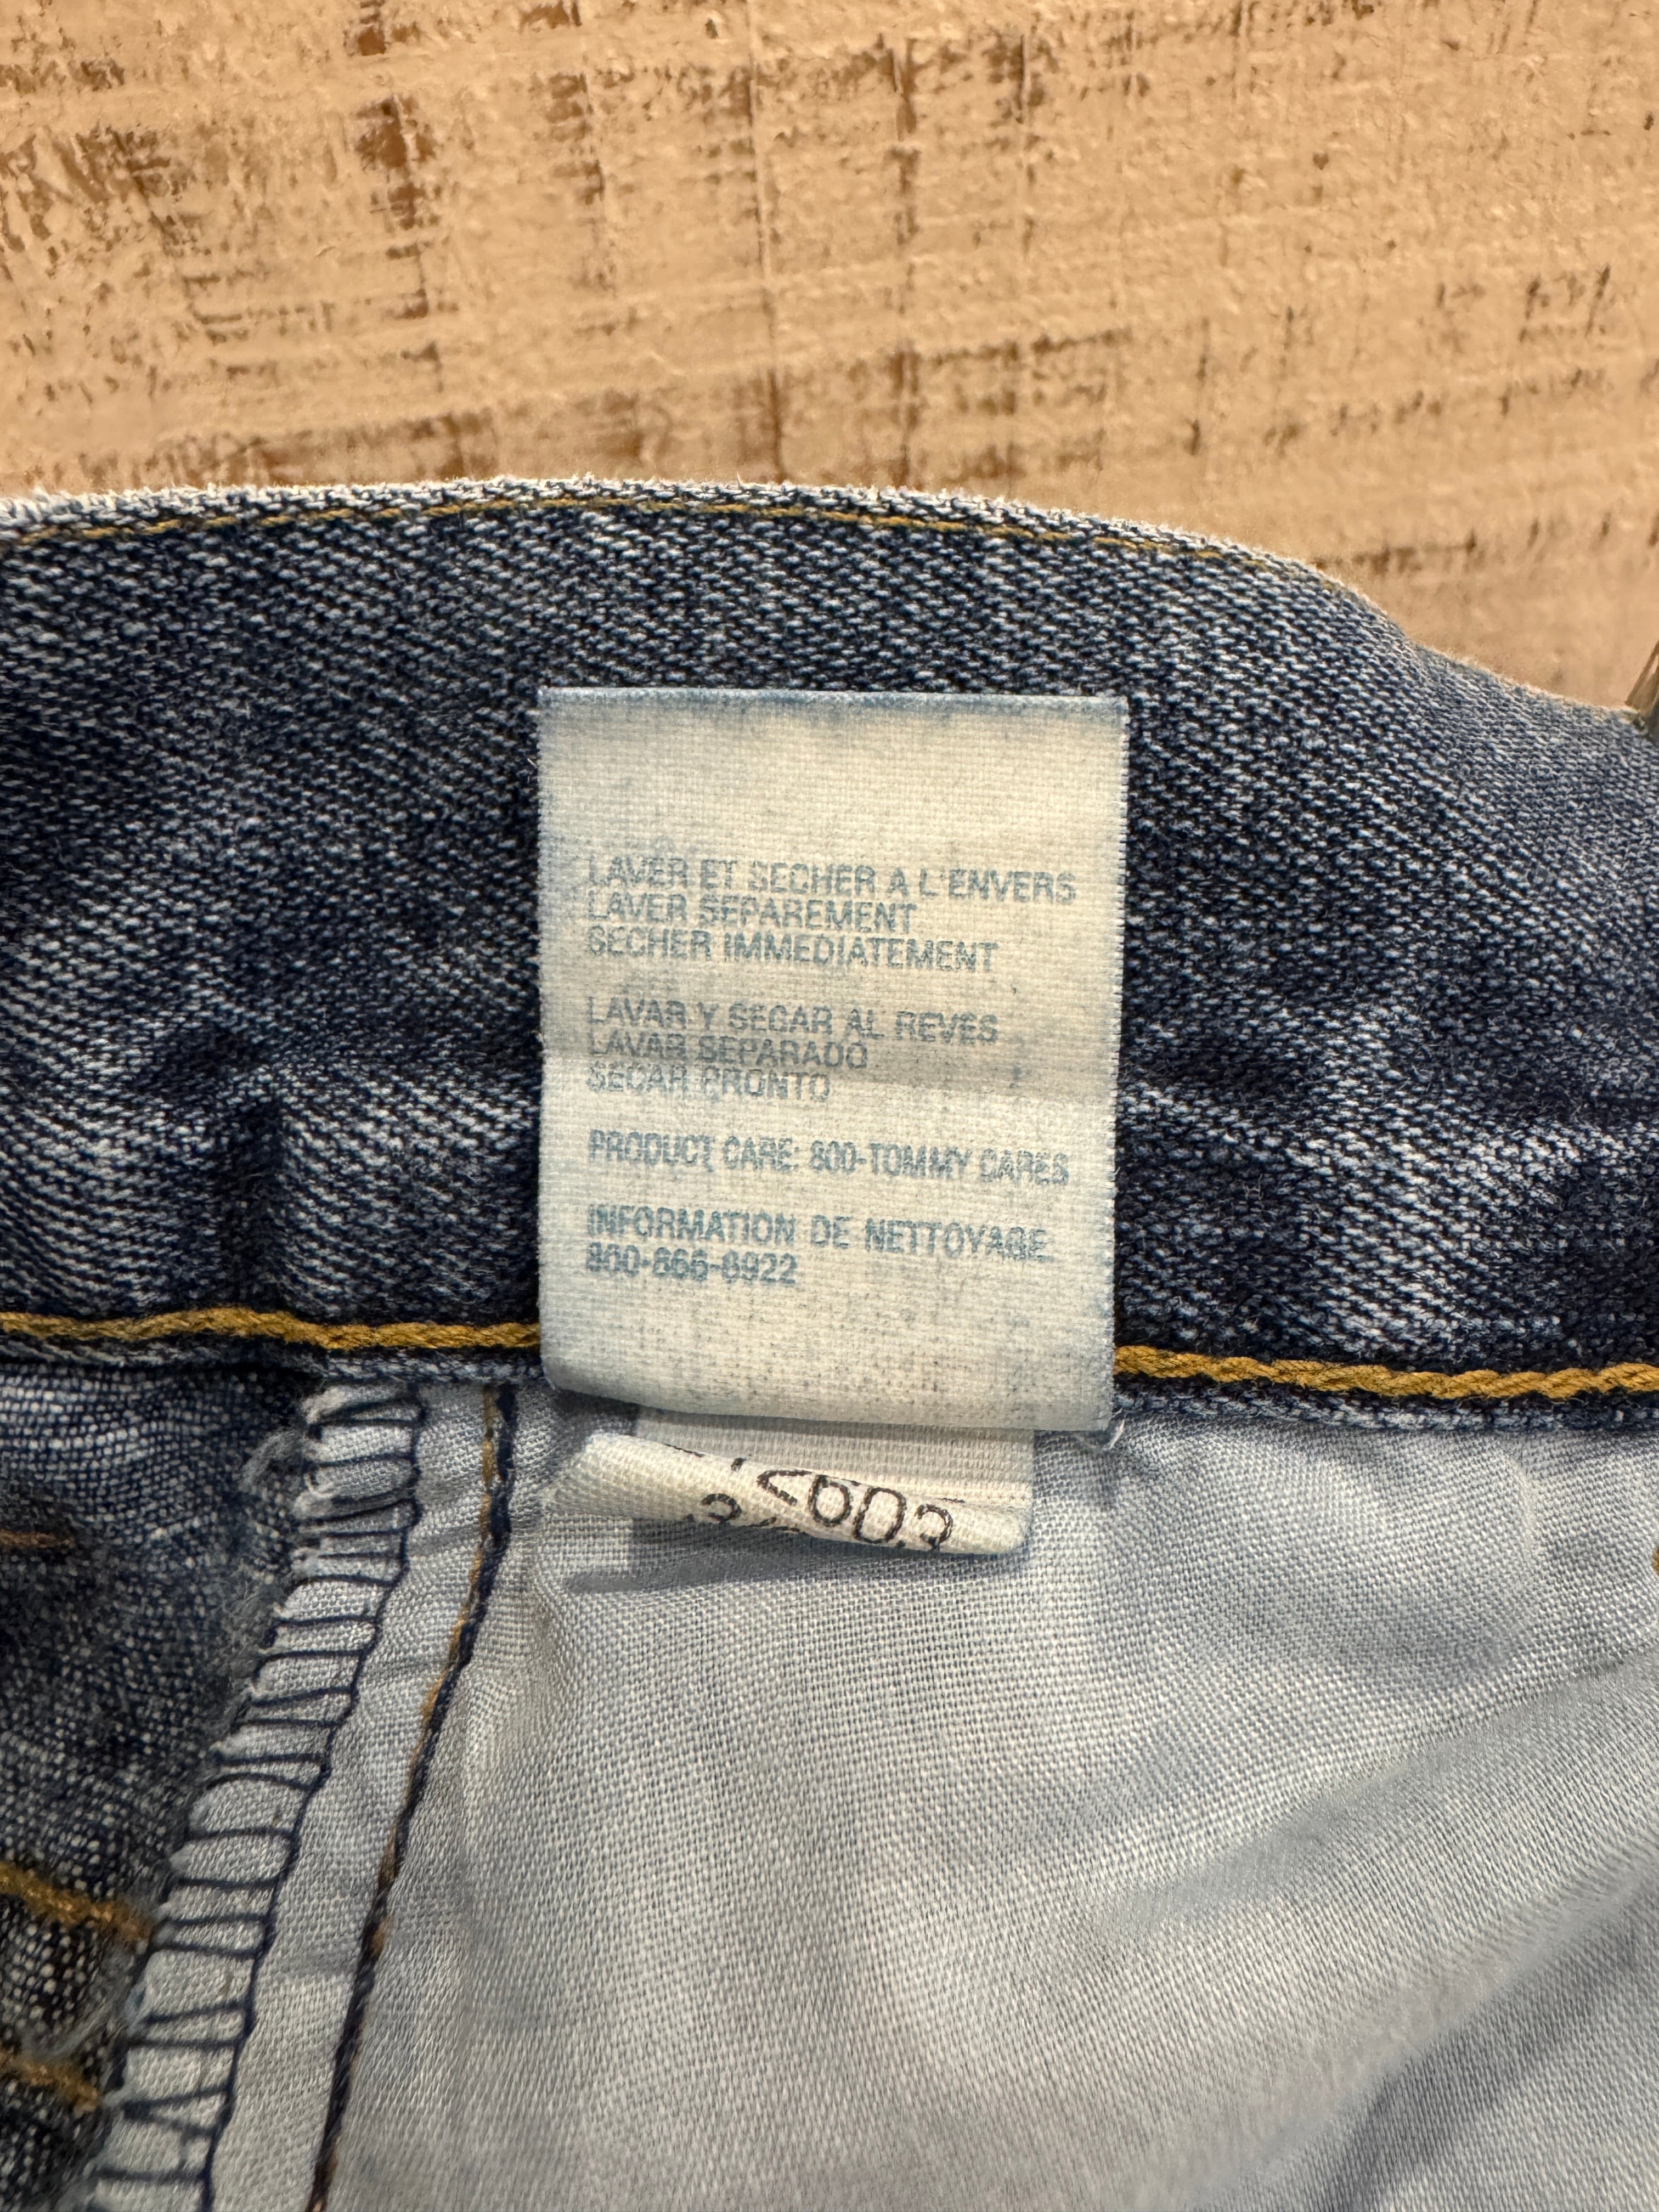 LAVER ET SECHER A L'ENVERS
LAVER SEPAREMENT
SECHER IMMEDIATEMENT
LAVAR Y SECAR AL REVES
LAVAR SEPARADO
SECAR PRONTO
PRODUCT CARE: 800-TOMMY CARES
INFORMATION DE NETTOYAGE
800-866-6922